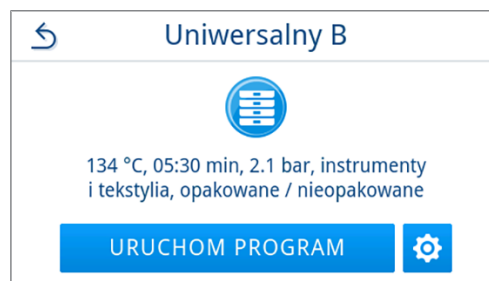 Uniwersalny B
134 °C, 05:30 min, 2.1 bar, instrumenty
i tekstylia, opakowane / nieopakowane
URUCHOM PROGRAM